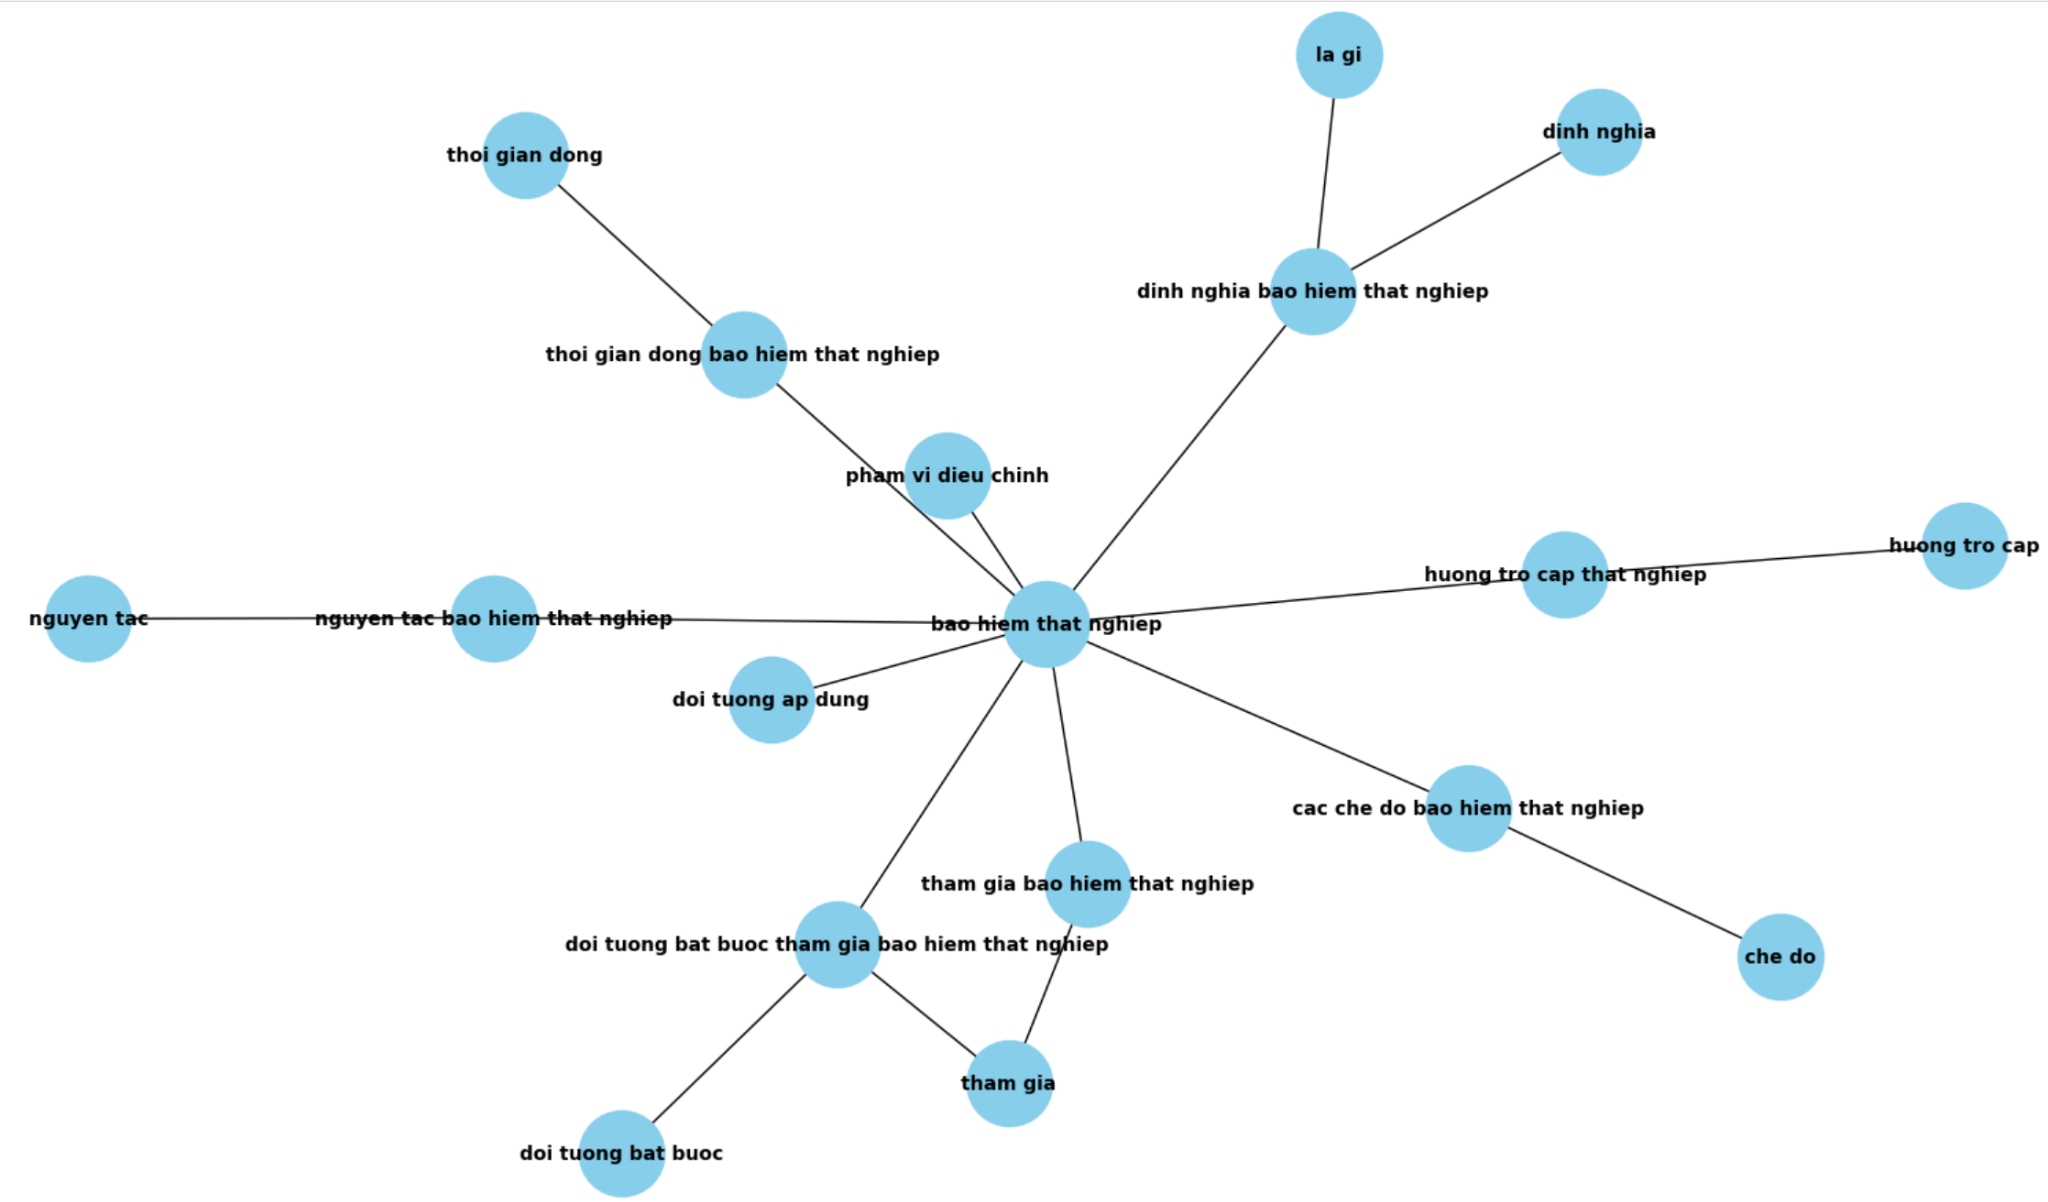 la gi
dinh nghia
thoi gian dong
dinh nghia bao hiem that nghiep
thoi gian dong bao hiem that nghiep
pham vi dieu chinh
huong tro cap
huong tro cap that nghiep
nguyen tac
nguyen tac bao hiem that nghiep
bao hiem that nghiep
doi tuong ap dung
cac che do bao hiem that nghiep
tham gia bao hiem that nghiep
doi tuong bat buoc tham gia bao hiem that nghiep
che do
tham gia
doi tuong bat buoc